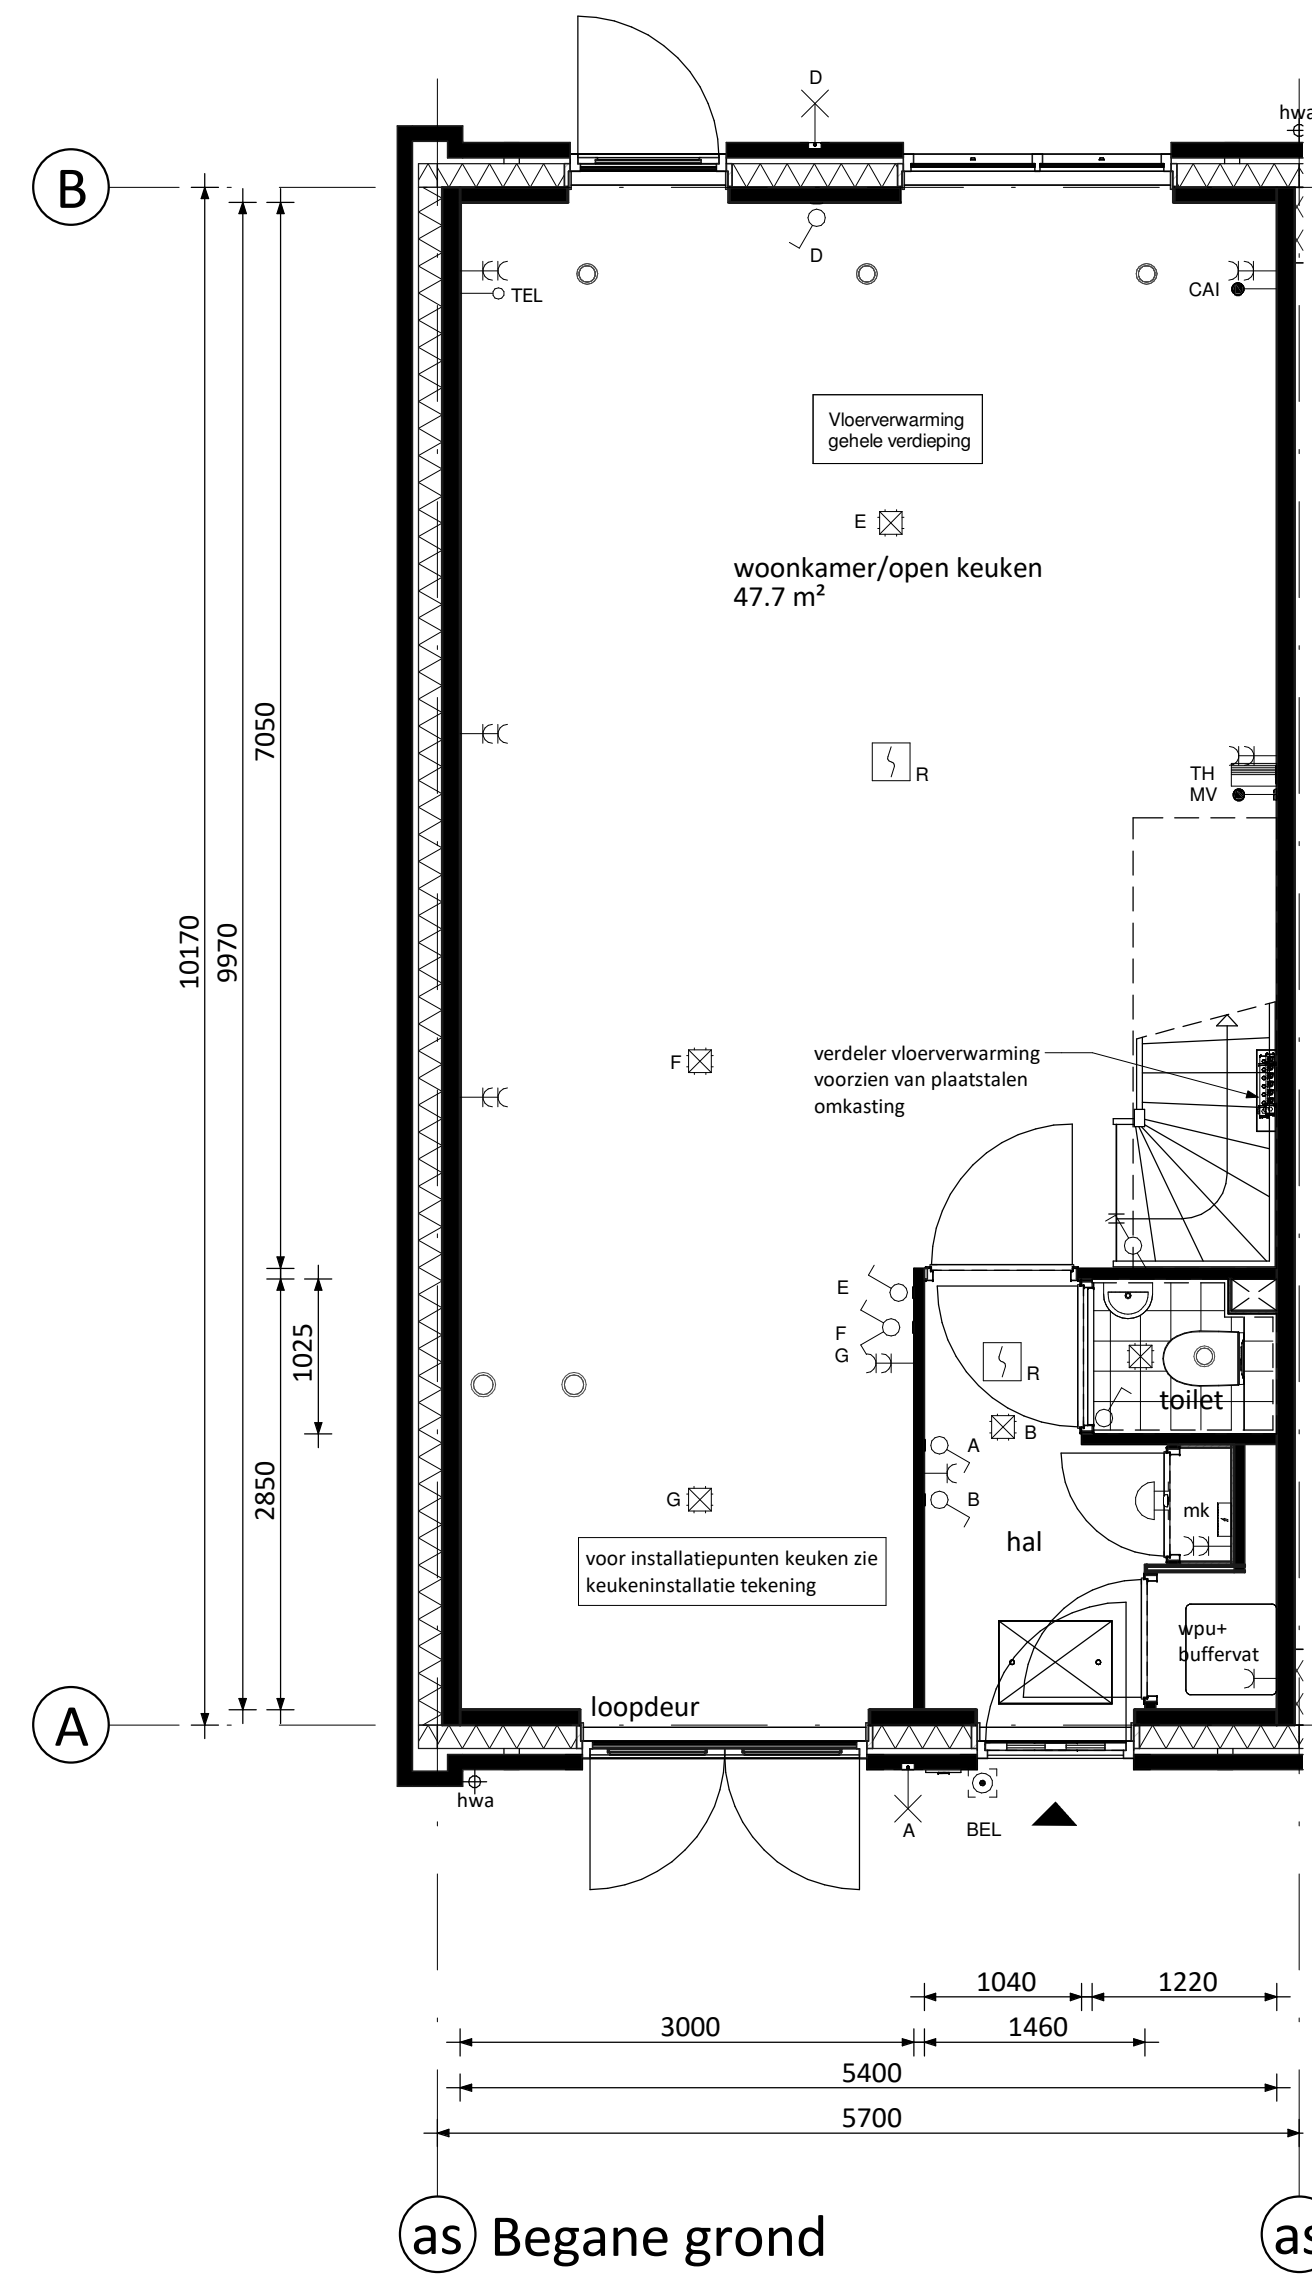 D
hwa
B
D
TEL
CAI
Vloerverwarming
gehele verdieping
E
woonkamer/open keuken
47.7 m²
7050
R
TH
MV
10170
9970
verdeler vloerverwarming
voorzien van plaatstalen
omkasting
F
E
F
G
1025
R
toilet
B
A
2850
G
B
mk
hal
voor installatiepunten keuken zie
keukeninstallatie tekening
wpu+
buffervat
loopdeur
A
hwa
A
BEL
1040
1220
3000
1460
5400
5700
as
Begane grond
as